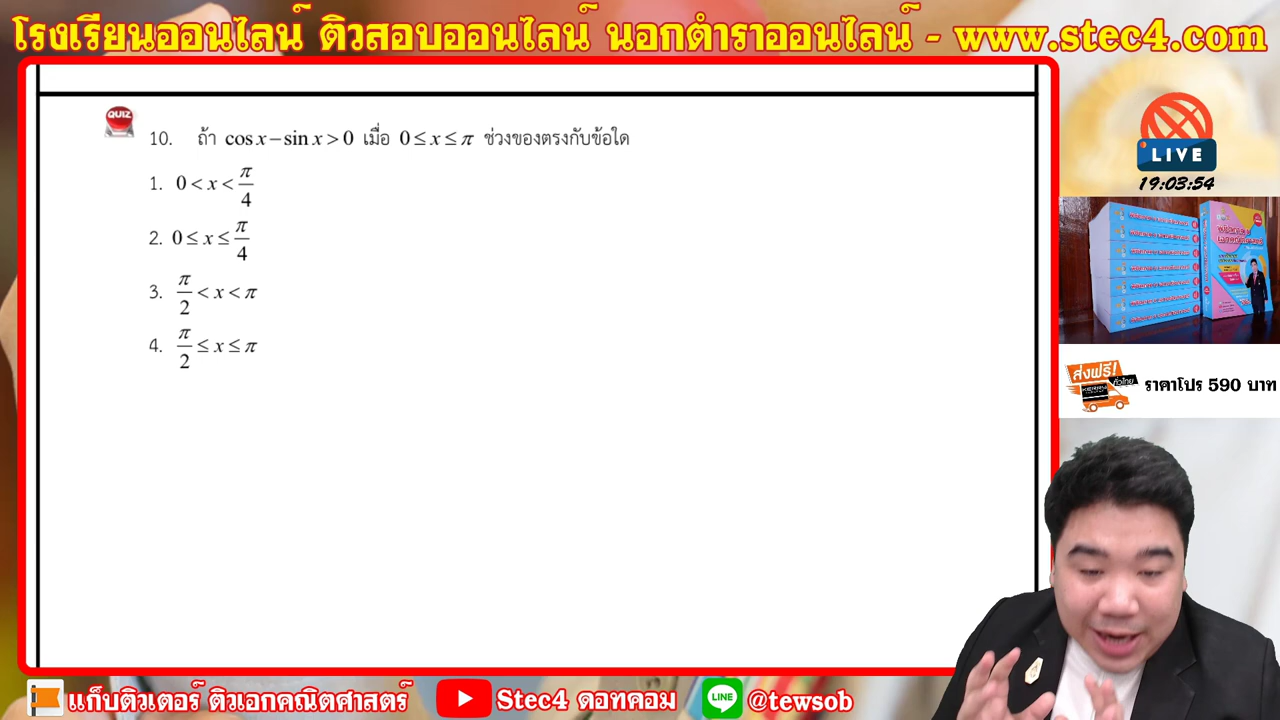 โรงเรียนออนไลน์ ติวสอบออนไลน์ นอกตำราออนไลน์ - www.stec4.com
QUIZ
10. ถ้า cos x − sin x > 0 เมื่อ 0 ≤ x ≤ π ช่วงของตรงกับข้อใด
1. 0 < x < π/4
2. 0 ≤ x ≤ π/4
3. π/2 < x < π
4. π/2 ≤ x ≤ π
LIVE
19:03:54
ส่งฟรี!
ทั่วไทย
KERRY
ราคาโปร 590 บาท
แก็บติวเตอร์ ติวเอกคณิตศาสตร์
Stec4 ดอทคอม
LINE
@tewsob